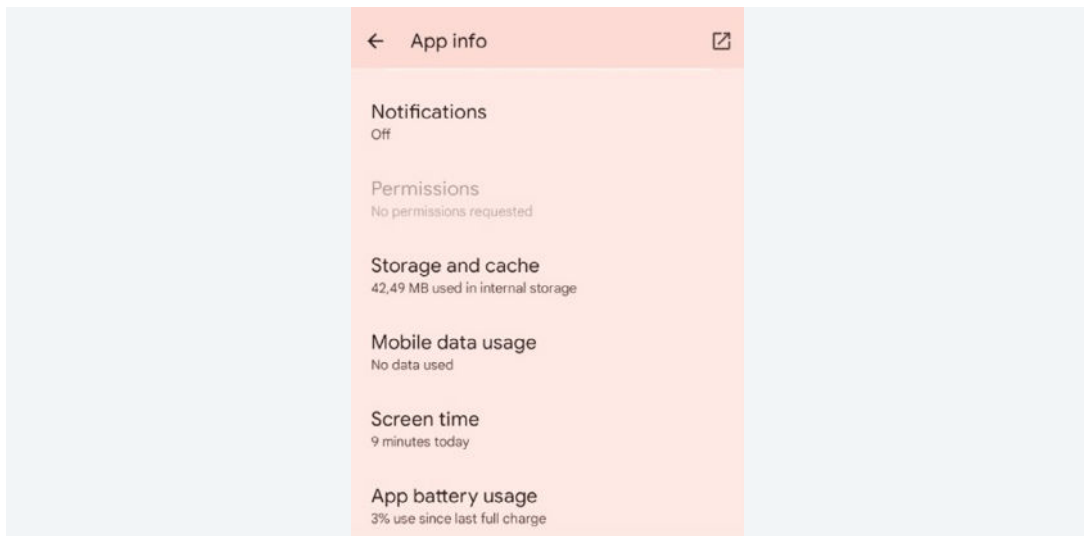 App info
Notifications
Off
Permissions
No permissions requested
Storage and cache
42,49 MB used in internal storage
Mobile data usage
No data used
Screen time
9 minutes today
App battery usage
3% use since last full charge